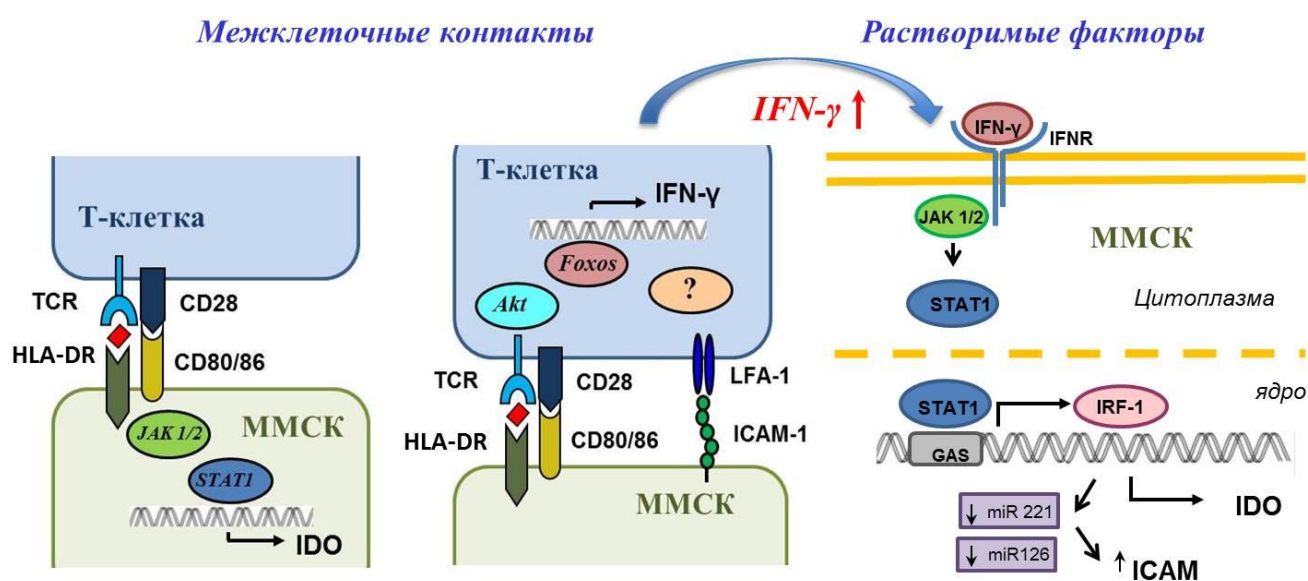 Межклеточные контакты
Растворимые факторы
IFN-γ
Т-клетка
TCR
CD28
HLA-DR
CD80/86
ММСК
JAK 1/2
STAT1
IDO
Т-клетка
IFN-γ
Foxos
?
Akt
TCR
CD28
LFA-1
HLA-DR
CD80/86
ICAM-1
ММСК
IFN-γ
IFNR
JAK 1/2
ММСК
STAT1
Цитоплазма
ядро
STAT1
IRF-1
GAS
↓ miR 221
IDO
↓ miR126
↑ ICAM